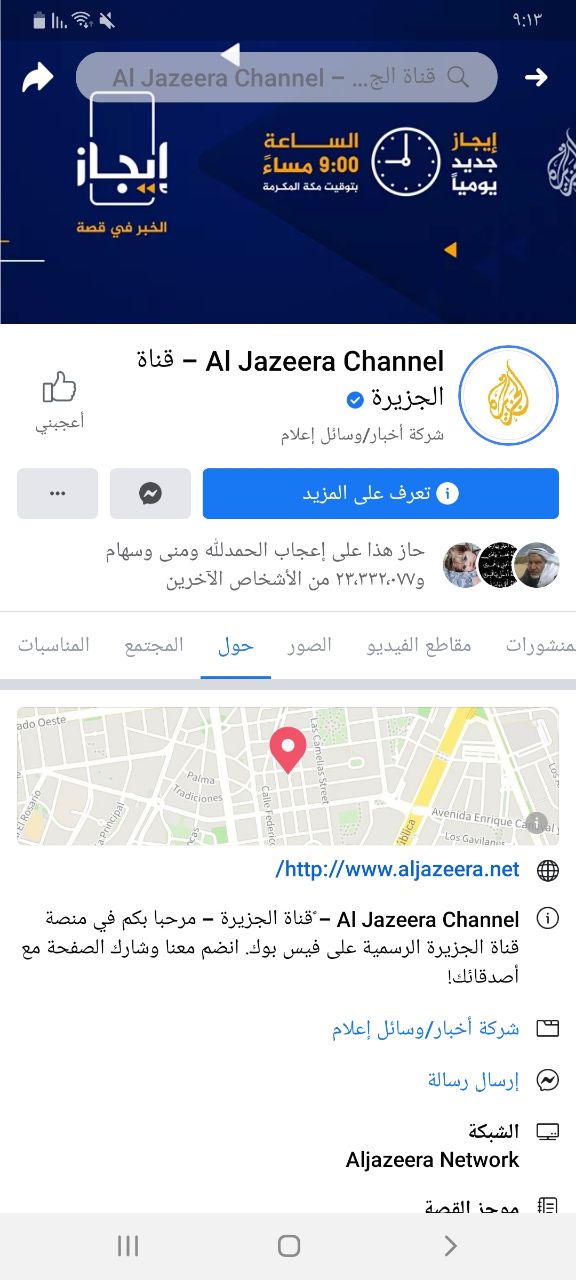 ٩:١٣
قناة الج... – Al Jazeera Channel
إيجاز
جديد
يومياً
الساعة
9:00 مساءً
بتوقيت مكة المكرمة
إيجاز
الخبر في قصة
Al Jazeera Channel – قناة
الجزيرة
شركة أخبار/وسائل إعلام
أعجبني
تعرف على المزيد
حاز هذا على إعجاب الحمدلله ومنى وسهام
و٢٣،٣٣٢،٠٧٧ من الأشخاص الآخرين
منشورات
مقاطع الفيديو
الصور
حول
المجتمع
المناسبات
ado Oeste
Las Camelias Street
Palma
Tradiciones
El Rosario
Principal
Calle Federico
Avenida Enrique Ca
al y
Los Gavilanes
http://www.aljazeera.net/
Al Jazeera Channel – قناة الجزيرة – مرحبا بكم في منصة
قناة الجزيرة الرسمية على فيس بوك. انضم معنا وشارك الصفحة مع
أصدقائك!
شركة أخبار/وسائل إعلام
إرسال رسالة
الشبكة
Aljazeera Network
موجز القصة